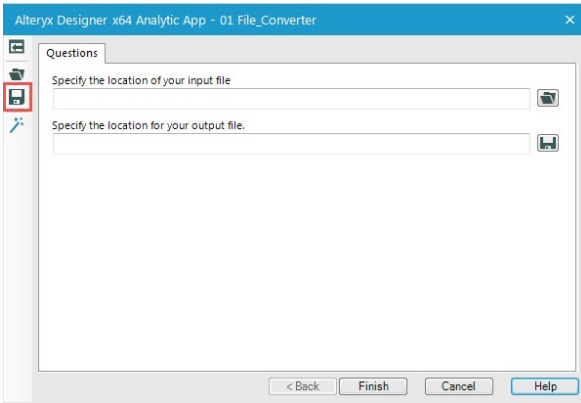 Alteryx Designer x64 Analytic App - 01 File_Converter
Questions
Specify the location of your input file
Specify the location for your output file.
< Back Finish Cancel Help